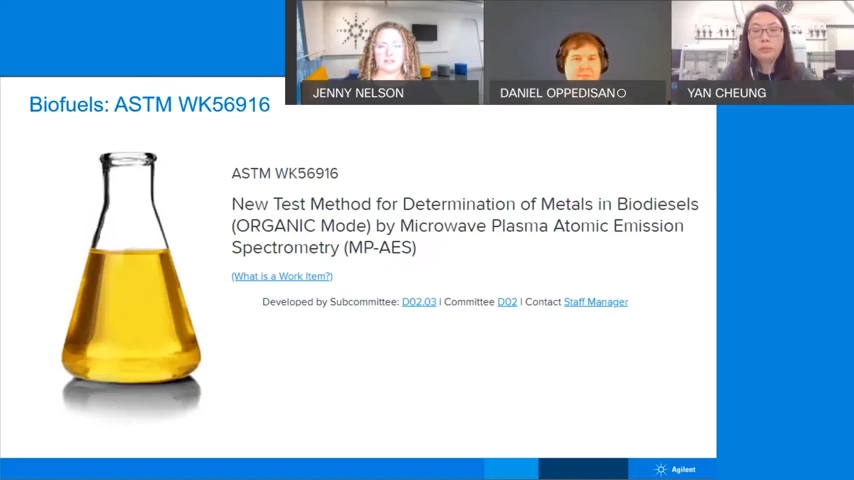 JENNY NELSON
DANIEL OPPEDISANO
YAN CHEUNG
Biofuels: ASTM WK56916
ASTM WK56916
New Test Method for Determination of Metals in Biodiesels
(ORGANIC Mode) by Microwave Plasma Atomic Emission
Spectrometry (MP-AES)
(What is a Work Item?)
Developed by Subcommittee: D02.03 | Committee D02 | Contact Staff Manager
Agilent